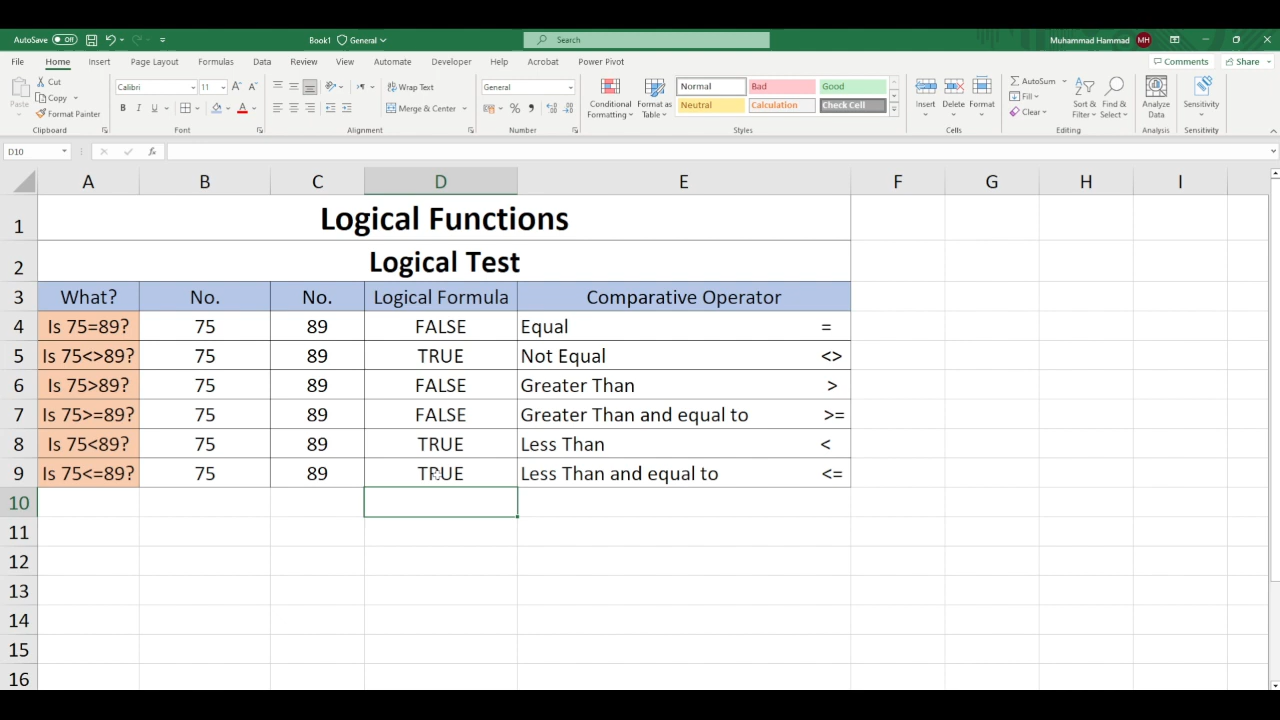 AutoSave Off Book1 General Search Muhammad Hammad MH
File Home Insert Page Layout Formulas Data Review View Automate Developer Help Acrobat Power Pivot Comments Share
Paste Cut Copy Format Painter Clipboard
Calibri 11 B I U Font
Wrap Text Merge & Center Alignment
General Number
Conditional Formatting Format as Table Normal Bad Good Neutral Calculation Check Cell Styles
Insert Delete Format Cells
AutoSum Fill Clear Sort & Filter Find & Select Editing
Analyze Data Analysis
Sensitivity Sensitivity
D10 fx
A B C D E F G H I
1 Logical Functions
2 Logical Test
3 What? No. No. Logical Formula Comparative Operator
4 Is 75=89? 75 89 FALSE Equal =
5 Is 75<>89? 75 89 TRUE Not Equal <>
6 Is 75>89? 75 89 FALSE Greater Than >
7 Is 75>=89? 75 89 FALSE Greater Than and equal to >=
8 Is 75<89? 75 89 TRUE Less Than <
9 Is 75<=89? 75 89 TRUE Less Than and equal to <=
10
11
12
13
14
15
16